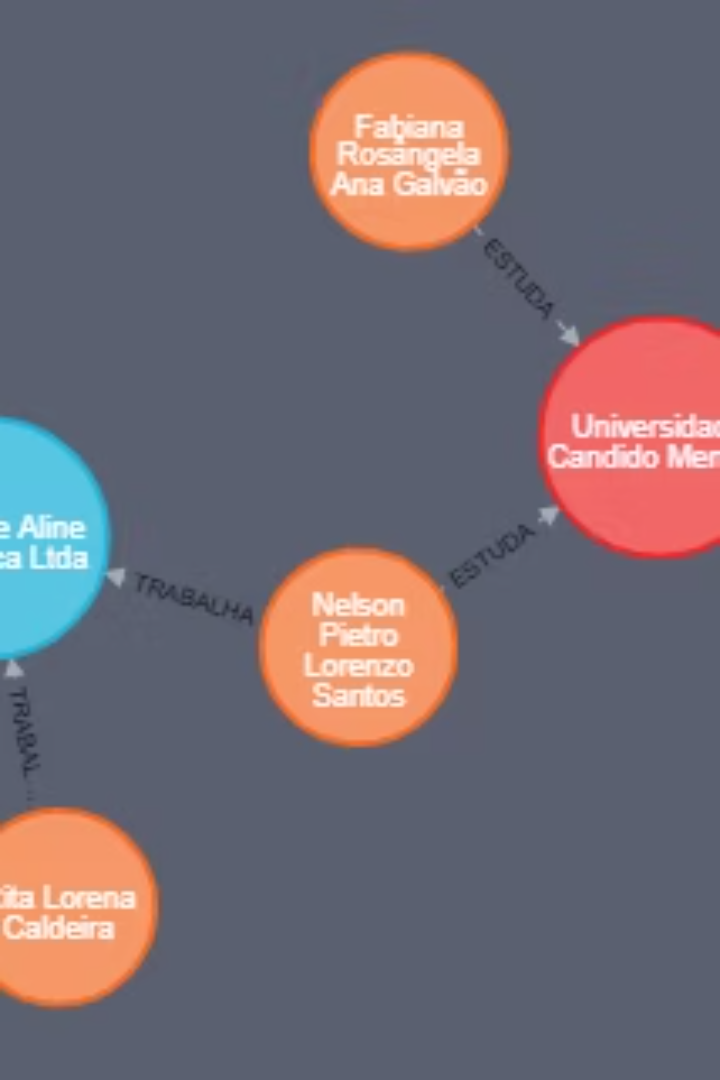 Fabiana
Rosângela
Ana Galvão
ESTUDA
Universidad
Candido Men
e Aline
ca Ltda
TRABALHA
ESTUDA
Nelson
Pietro
Lorenzo
Santos
TRABAL...
ita Lorena
Caldeira